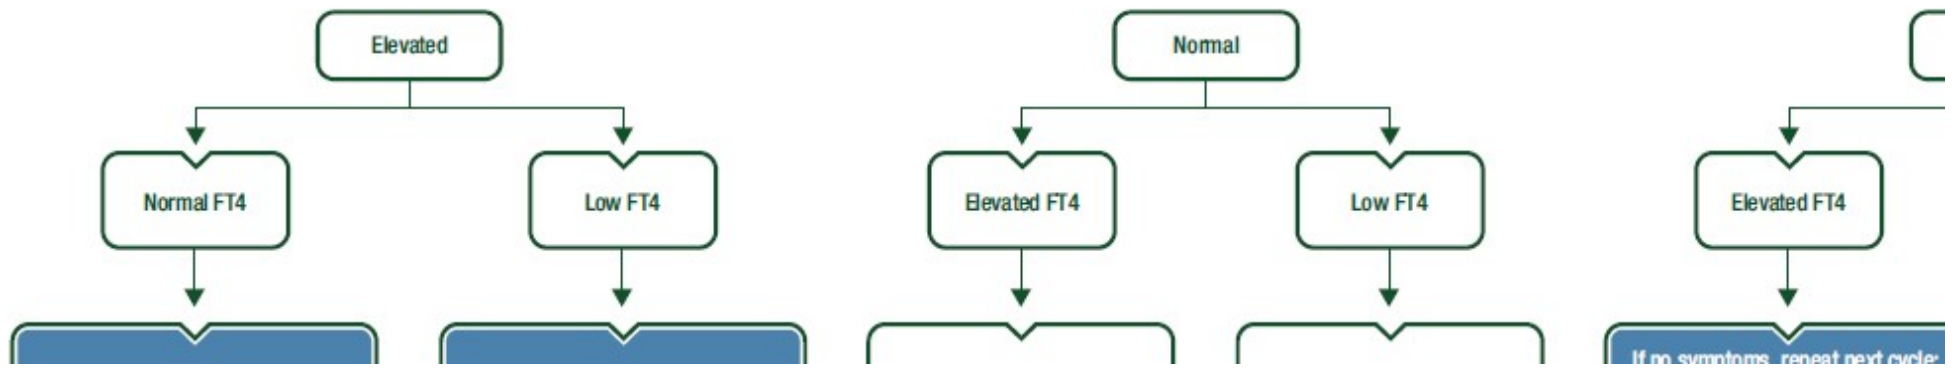 Elevated
Normal
Normal FT4
Low FT4
Elevated FT4
Low FT4
Elevated FT4
If no symptoms, repeat next cycle;